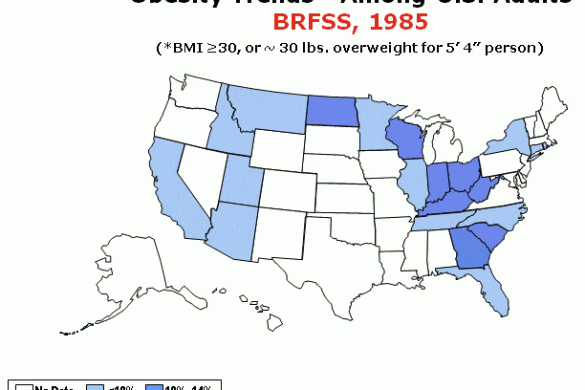 Obesity Trends* Among U.S. Adults
BRFSS, 1985
(*BMI ≥30, or ~ 30 lbs. overweight for 5’ 4” person)
No Data <10% 10%–14%